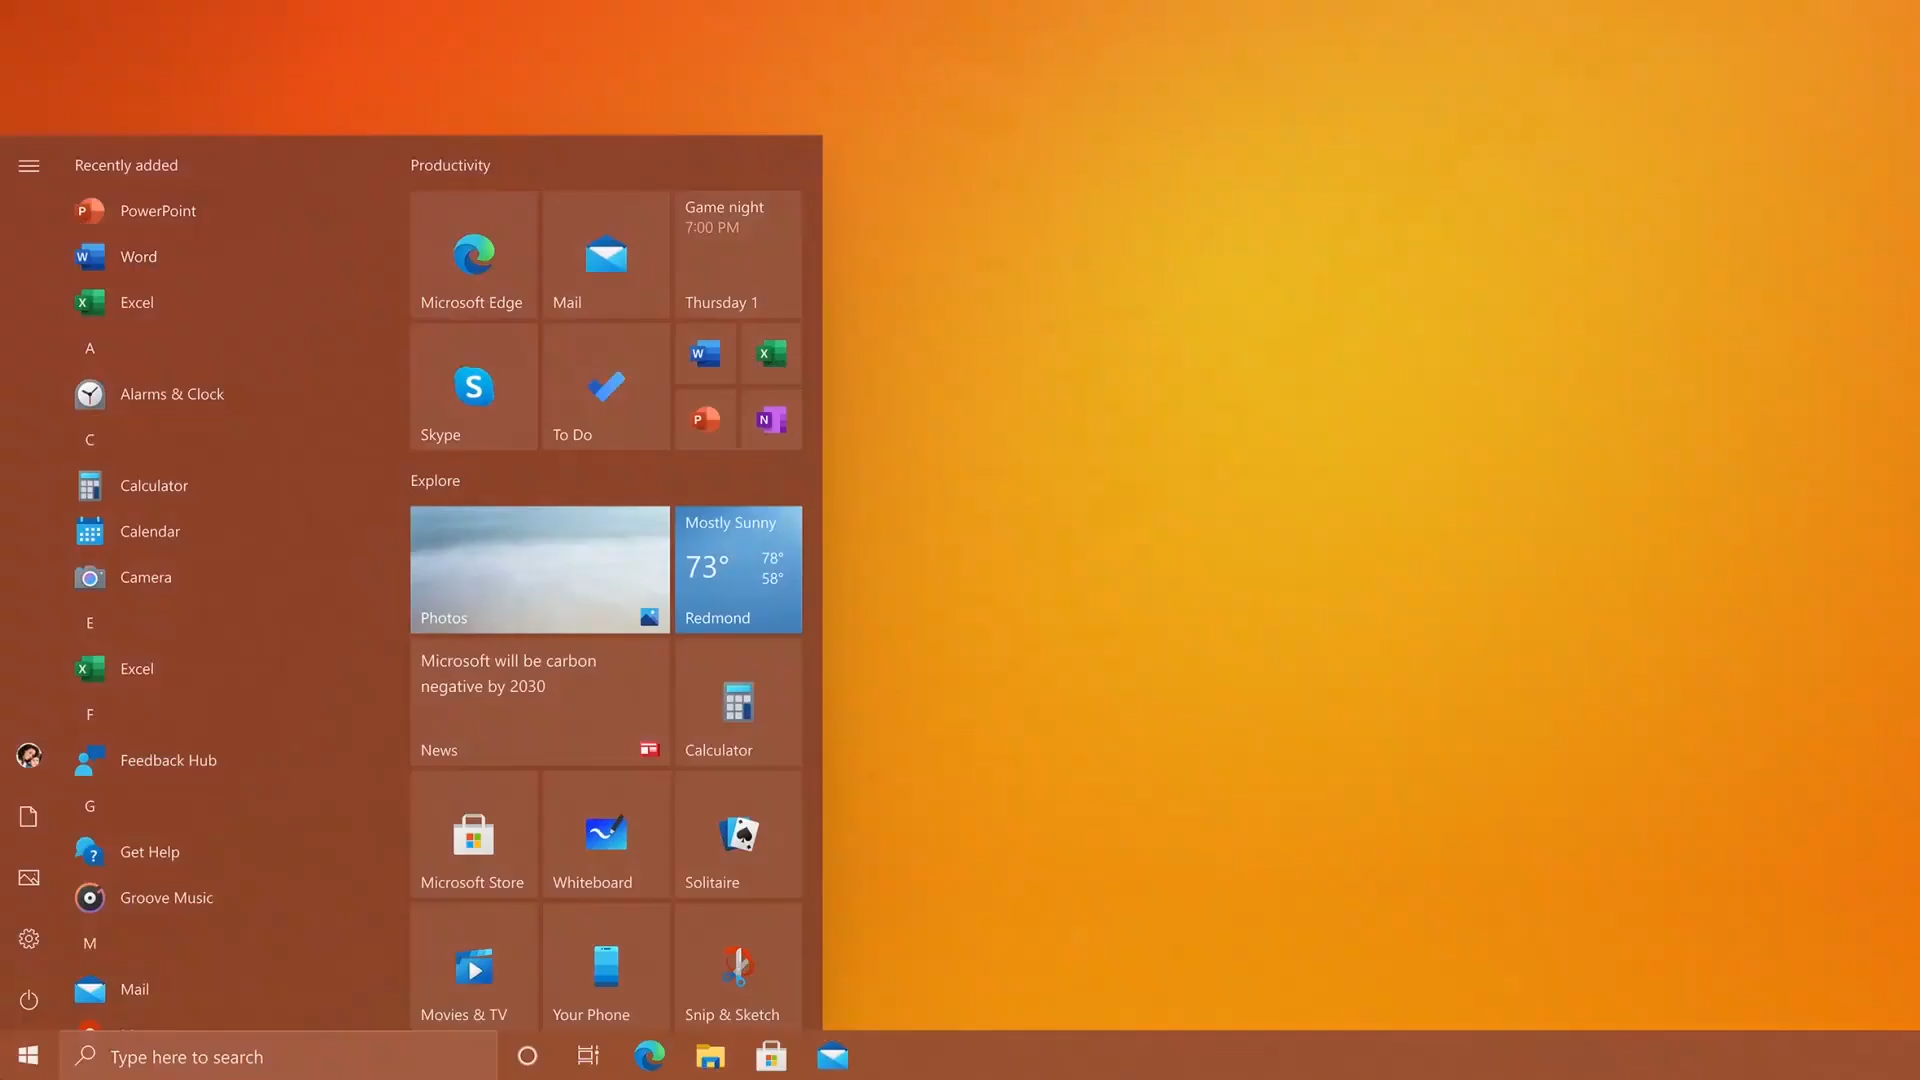 Recently added
PowerPoint
Word
Excel
A
Alarms & Clock
C
Calculator
Calendar
Camera
E
Excel
F
Feedback Hub
G
Get Help
Groove Music
M
Mail
Productivity
Microsoft Edge
Mail
Game night
7:00 PM
Thursday 1
Skype
To Do
Explore
Photos
Mostly Sunny
73°
78°
58°
Redmond
Microsoft will be carbon
negative by 2030
News
Calculator
Microsoft Store
Whiteboard
Solitaire
Movies & TV
Your Phone
Snip & Sketch
Type here to search